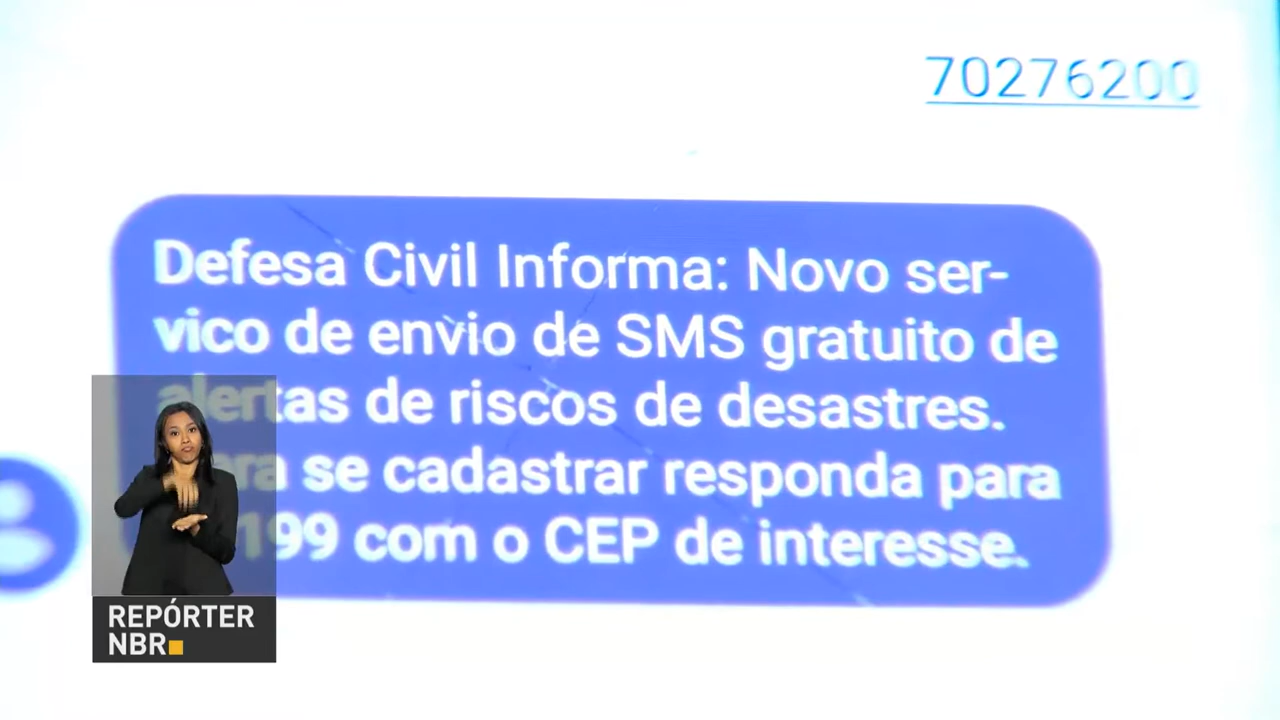 70276200
Defesa Civil Informa: Novo ser-
vico de envio de SMS gratuito de
alertas de riscos de desastres.
se cadastrar responda para
199 com o CEP de interesse.
REPÓRTER
NBR